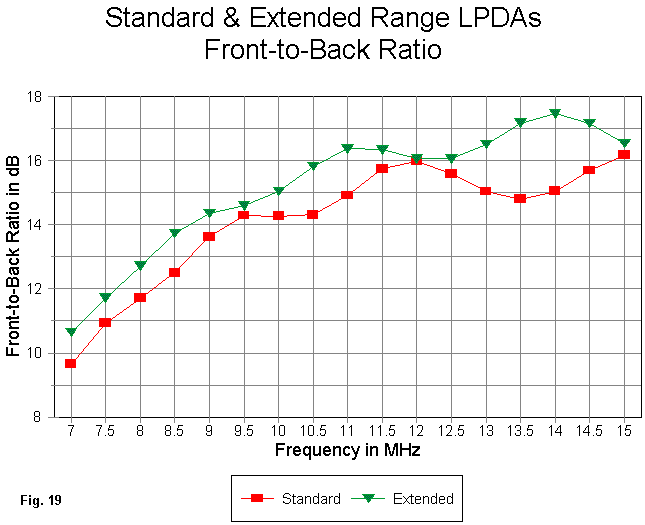 Standard & Extended Range LPDAs
Front-to-Back Ratio
Front-to-Back Ratio in dB
18
16
14
12
10
8
7 7.5 8 8.5 9 9.5 10 10.5 11 11.5 12 12.5 13 13.5 14 14.5 15
Frequency in MHz
Fig. 19
Standard Extended